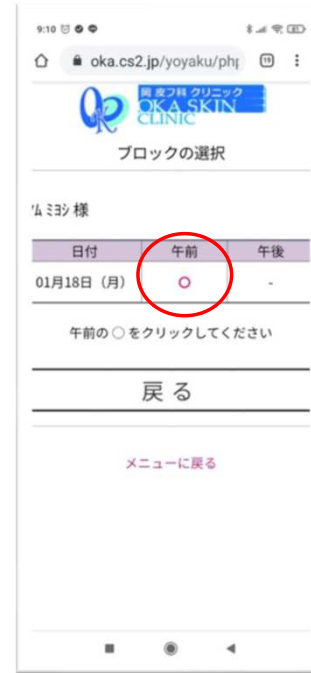 9:10
oka.cs2.jp/yoyaku/php
19
岡 皮フ科 クリニック
OKA SKIN
CLINIC
ブロックの選択
ﾑ ﾐﾖｼ 様
日付 午前 午後
01月18日（月） ○ -
午前の ○ をクリックしてください
戻 る
メニューに戻る